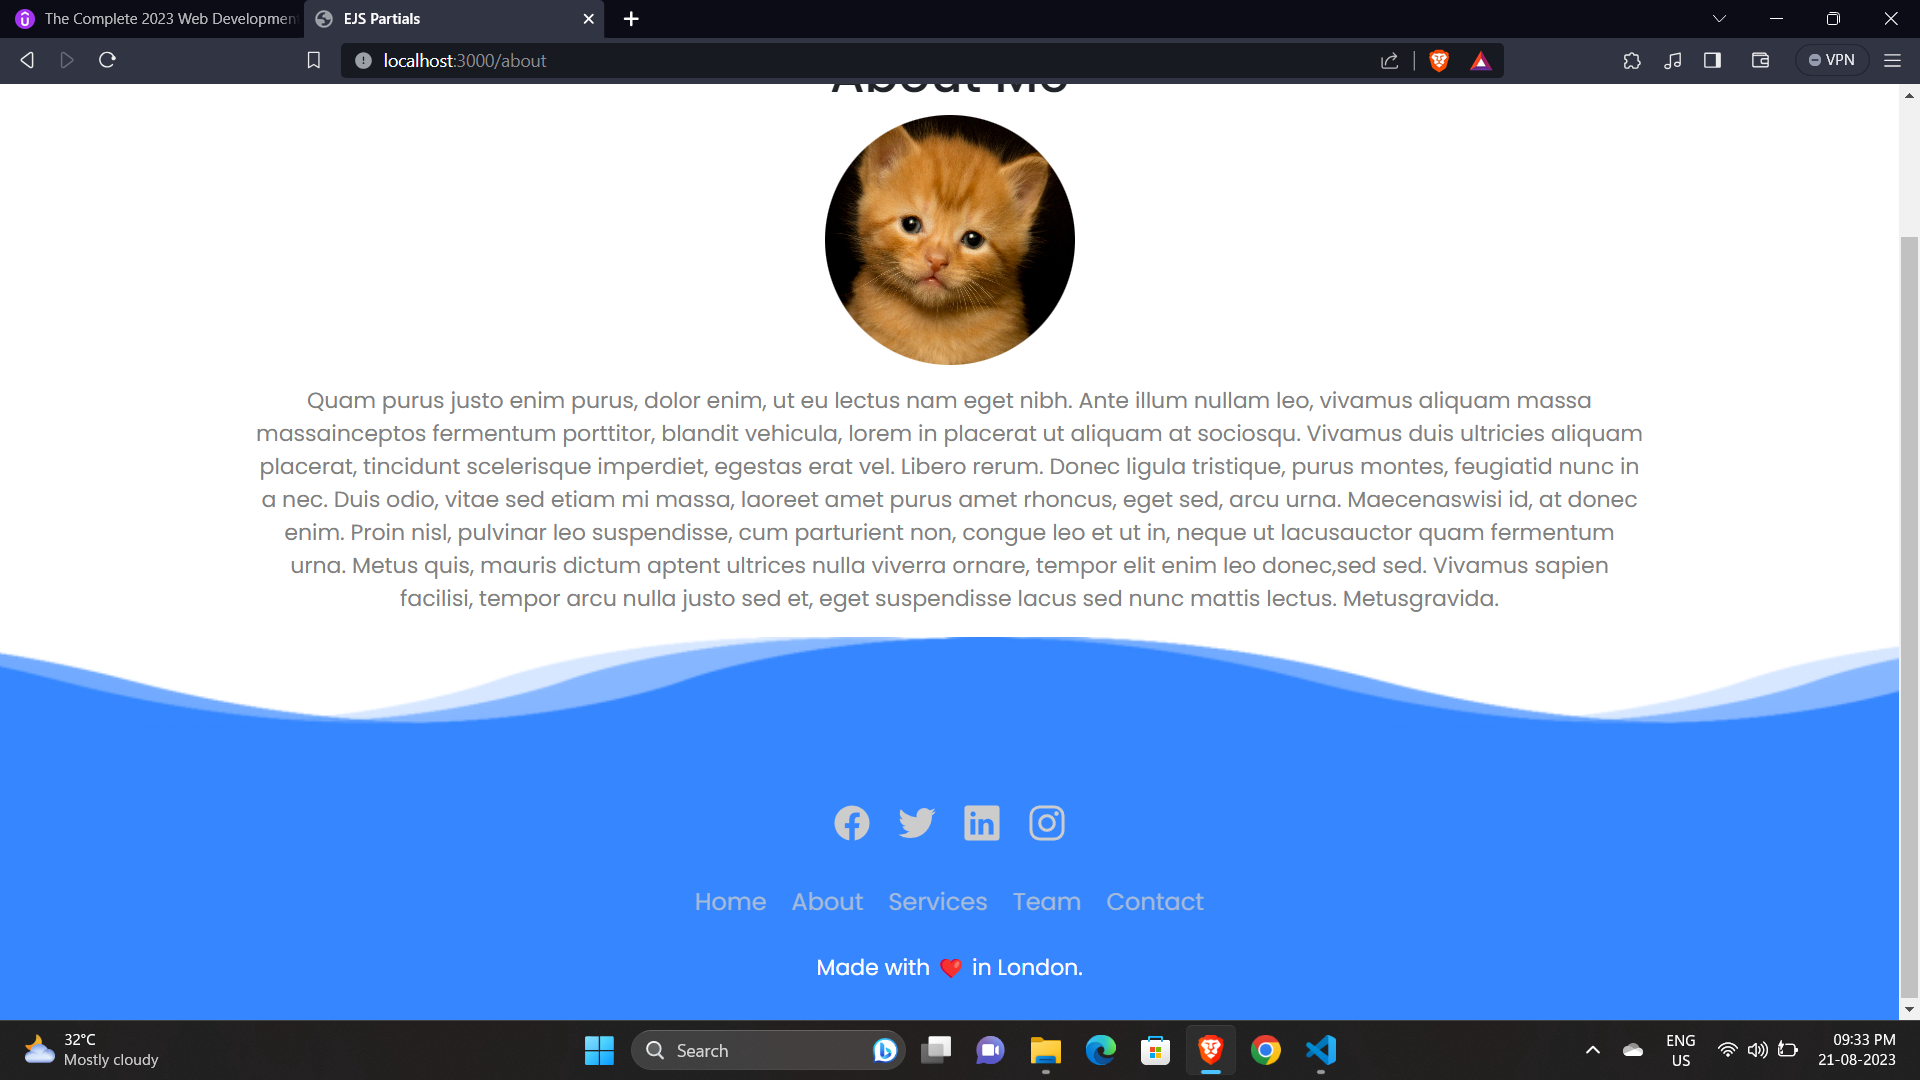 The Complete 2023 Web Developmen
EJS Partials
localhost:3000/about
VPN
About Me
Quam purus justo enim purus, dolor enim, ut eu lectus nam eget nibh. Ante illum nullam leo, vivamus aliquam massa
massainceptos fermentum porttitor, blandit vehicula, lorem in placerat ut aliquam at sociosqu. Vivamus duis ultricies aliquam
placerat, tincidunt scelerisque imperdiet, egestas erat vel. Libero rerum. Donec ligula tristique, purus montes, feugiatid nunc in
a nec. Duis odio, vitae sed etiam mi massa, laoreet amet purus amet rhoncus, eget sed, arcu urna. Maecenaswisi id, at donec
enim. Proin nisl, pulvinar leo suspendisse, cum parturient non, congue leo et ut in, neque ut lacusauctor quam fermentum
urna. Metus quis, mauris dictum aptent ultrices nulla viverra ornare, tempor elit enim leo donec,sed sed. Vivamus sapien
facilisi, tempor arcu nulla justo sed et, eget suspendisse lacus sed nunc mattis lectus. Metusgravida.
Home About Services Team Contact
Made with ❤️ in London.
32°C
Mostly cloudy
Search
ENG
US
09:33 PM
21-08-2023